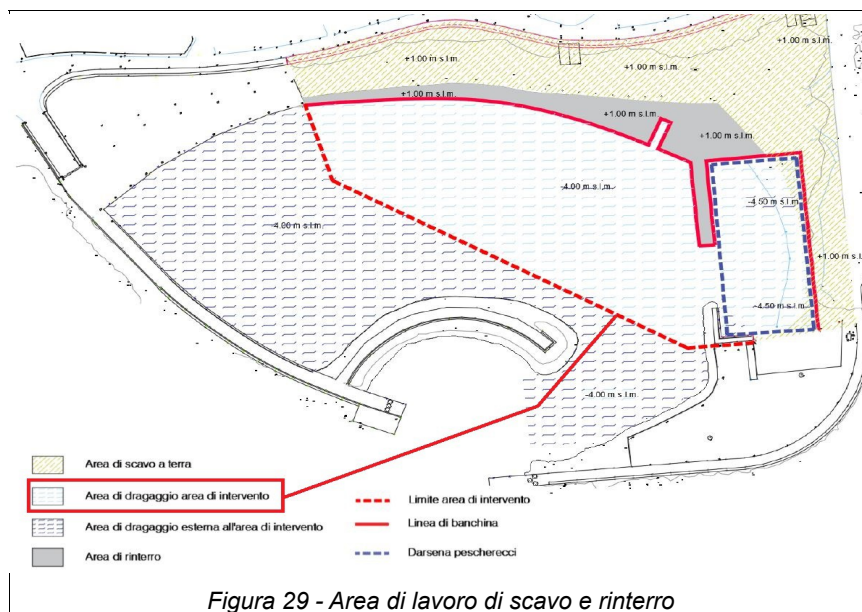 +1.00 m s.l.m.
+1.00 m s.l.m.
+1.00 m s.l.m.
+1.00 m s.l.m.
+1.00 m s.l.m.
-4.00 m s.l.m.
-4.50 m s.l.m.
-4.00 m s.l.m.
+1.00 m s.l.m.
-4.50 m s.l.m.
-4.00 m s.l.m.
Area di scavo a terra
Area di dragaggio area di intervento
Area di dragaggio esterna all'area di intervento
Area di rinterro
Limite area di intervento
Linea di banchina
Darsena pescherecci
Figura 29 - Area di lavoro di scavo e rinterro